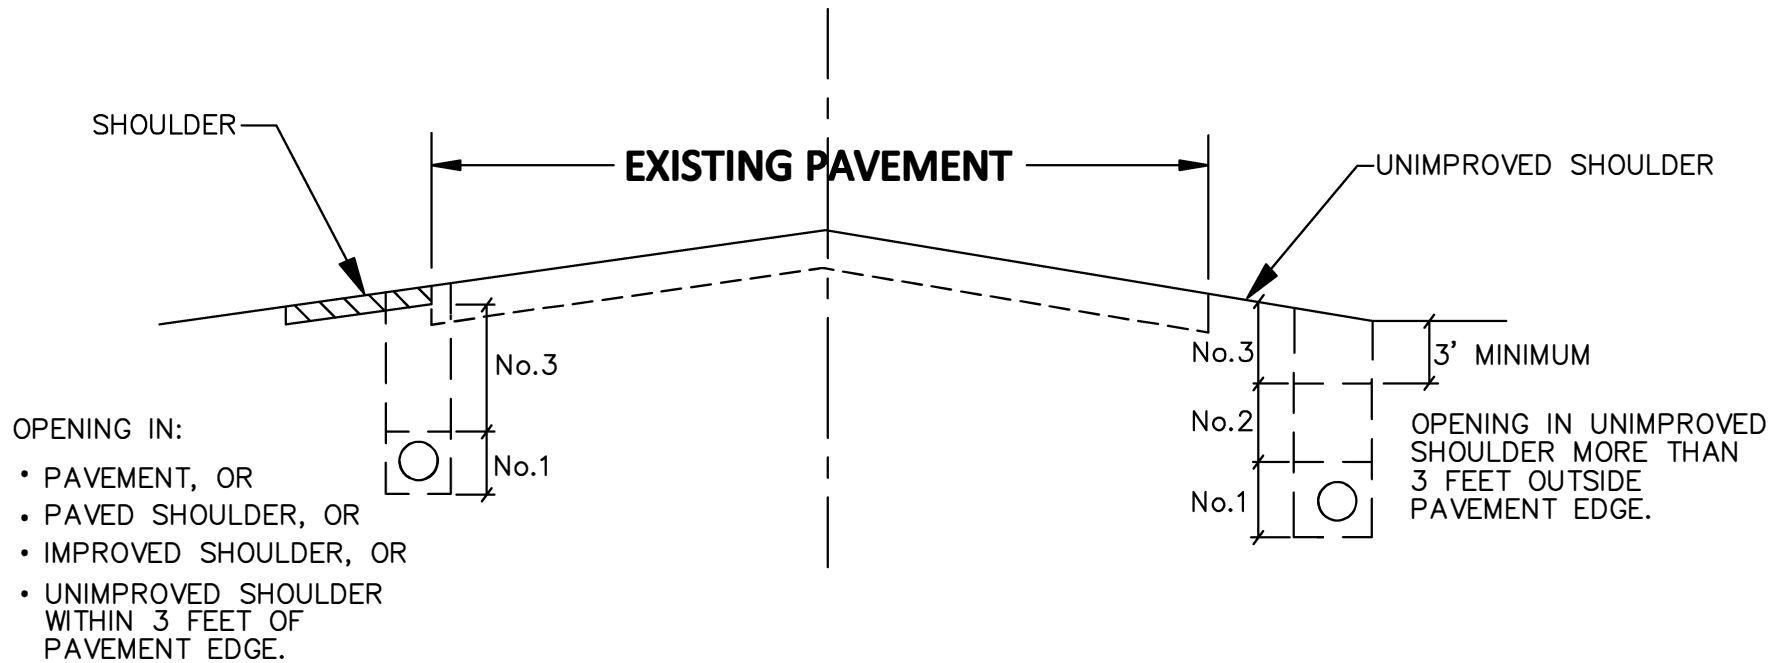 SHOULDER
EXISTING PAVEMENT
UNIMPROVED SHOULDER
No.3
No.1
OPENING IN:
• PAVEMENT, OR
• PAVED SHOULDER, OR
• IMPROVED SHOULDER, OR
• UNIMPROVED SHOULDER
WITHIN 3 FEET OF
PAVEMENT EDGE.
No.3
No.2
No.1
3' MINIMUM
OPENING IN UNIMPROVED
SHOULDER MORE THAN
3 FEET OUTSIDE
PAVEMENT EDGE.